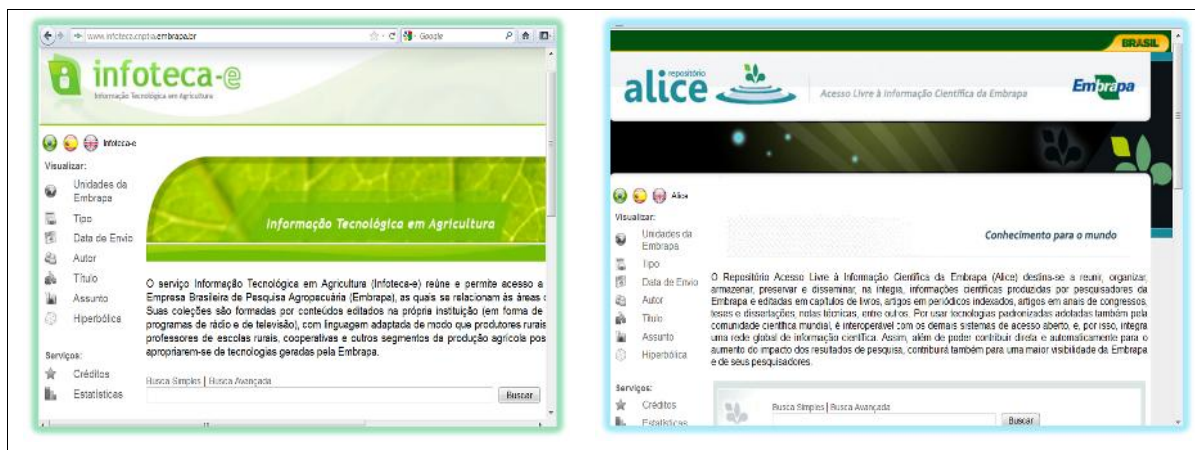 www.infoteca.cnptia.embrapa.br
Google
infoteca-e
Informação Tecnológica em Agricultura
Infoteca-e
Visualizar:
Unidades da
Embrapa
Tipo
Data de Envio
Autor
Título
Assunto
Hiperbólica
Serviços:
Créditos
Estatísticas
Informação Tecnológica em Agricultura
O serviço Informação Tecnológica em Agricultura (Infoteca-e) reúne e permite acesso a
Empresa Brasileira de Pesquisa Agropecuária (Embrapa), as quais se relacionam às áreas
Suas coleções são formadas por conteúdos editados na própria instituição (em forma de
programas de rádio e de televisão), com linguagem adaptada de modo que produtores rurais
professores de escolas rurais, cooperativas e outros segmentos da produção agrícola pos
apropriarem-se de tecnologias geradas pela Embrapa.
Busca Simples | Busca Avançada
Buscar
BRASIL
repositório
alice
Acesso Livre à Informação Científica da Embrapa
Embrapa
Alice
Visualizar:
Unidades da
Embrapa
Tipo
Data de Envio
Autor
Título
Assunto
Hiperbólica
Serviços:
Créditos
Estatísticas
Conhecimento para o mundo
O Repositório Acesso Livre à Informação Científica da Embrapa (Alice) destina-se a reunir, organizar,
armazenar, preservar e disseminar, na íntegra, informações científicas produzidas por pesquisadores da
Embrapa e editadas em capítulos de livros, artigos em periódicos indexados, artigos em anais de congressos,
teses e dissertações, notas técnicas, entre outros. Por usar tecnologias padronizadas adotadas também pela
comunidade científica mundial, é interoperável com os demais sistemas de acesso aberto, e, por isso, integra
uma rede global de informação científica. Assim, além de poder contribuir direta e automaticamente para o
aumento do impacto dos resultados de pesquisa, contribuirá também para uma maior visibilidade da Embrapa
e de seus pesquisadores.
Busca Simples | Busca Avançada
Buscar